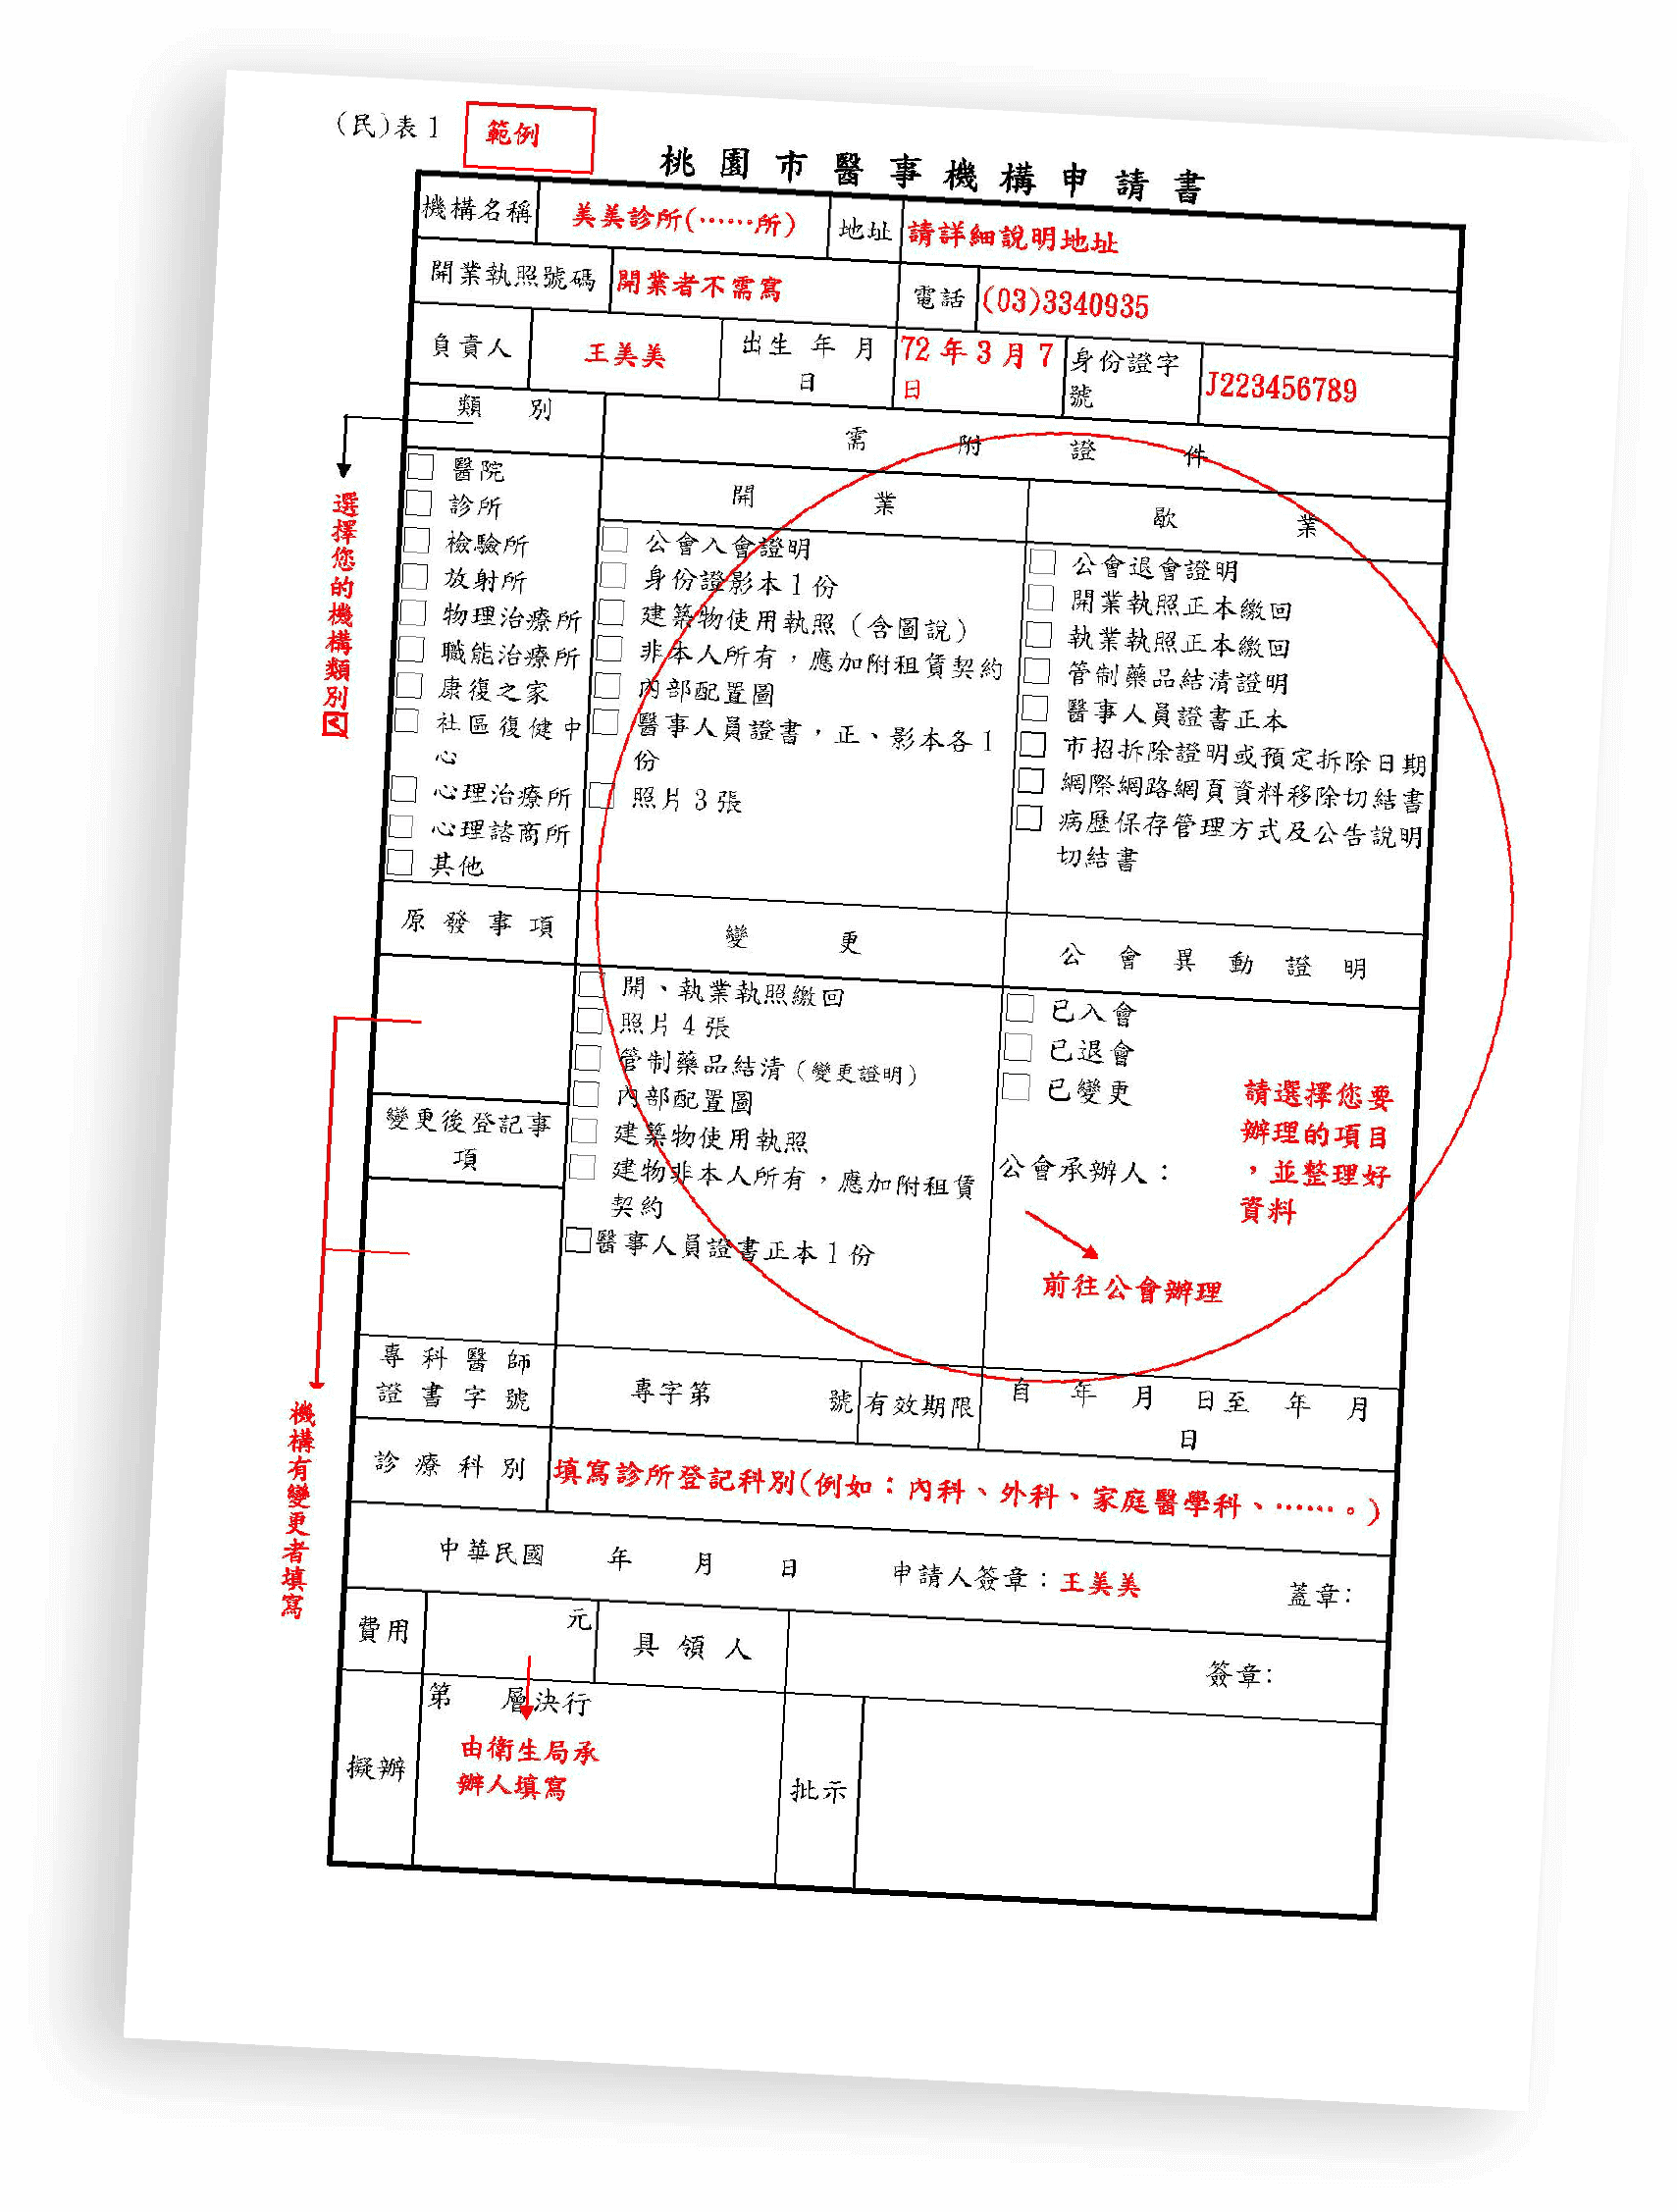 (民)表 1
範例
桃園市醫事機構申請書
機構名稱 美美診所(……所) 地址 請詳細說明地址
開業執照號碼 開業者不需寫 電話 (03)3340935
負責人 王美美 出生 年 月 日 72 年 3 月 7 日 身份證字號 J223456789
類 別
需 附 證 件
選擇您的機構類別☑
□ 醫院
□ 診所
□ 檢驗所
□ 放射所
□ 物理治療所
□ 職能治療所
□ 康復之家
□ 社區復健中心
□ 心理治療所
□ 心理諮商所
□ 其他
開 業
□ 公會入會證明
□ 身份證影本 1 份
□ 建築物使用執照（含圖說）
□ 非本人所有，應加附租賃契約
□ 內部配置圖
□ 醫事人員證書，正、影本各 1
份
□ 照片 3 張
歇 業
□ 公會退會證明
□ 開業執照正本繳回
□ 執業執照正本繳回
□ 管制藥品結清證明
□ 醫事人員證書正本
□ 市招拆除證明或預定拆除日期
□ 網際網路網頁資料移除切結書
□ 病歷保存管理方式及公告說明
切結書
原 發 事 項
變更後登記事
項
機構有變更者填寫
變 更
□ 開、執業執照繳回
□ 照片 4 張
□ 管制藥品結清（變更證明）
□ 內部配置圖
□ 建築物使用執照
□ 建物非本人所有，應加附租賃
契約
□醫事人員證書正本 1 份
公 會 異 動 證 明
□ 已入會
□ 已退會
□ 已變更
公會承辦人：
前往公會辦理
請選擇您要
辦理的項目
，並整理好
資料
專 科 醫 師
證 書 字 號
專字第 號 有效期限 自 年 月 日至 年 月
日
診 療 科 別 填寫診所登記科別(例如：內科、外科、家庭醫學科、……。)
中華民國 年 月 日 申請人簽章：王美美 蓋章：
費用 元 具 領 人 簽章：
擬辦 第 層決行
由衛生局承
辦人填寫
批示